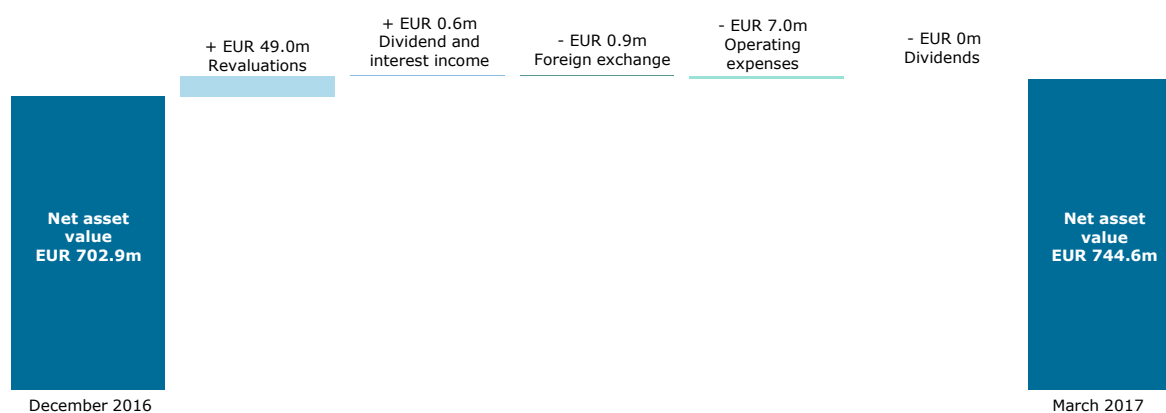 + EUR 49.0m
Revaluations
+ EUR 0.6m
Dividend and
interest income
- EUR 0.9m
Foreign exchange
- EUR 7.0m
Operating
expenses
- EUR 0m
Dividends
Net asset
value
EUR 702.9m
Net asset
value
EUR 744.6m
December 2016
March 2017